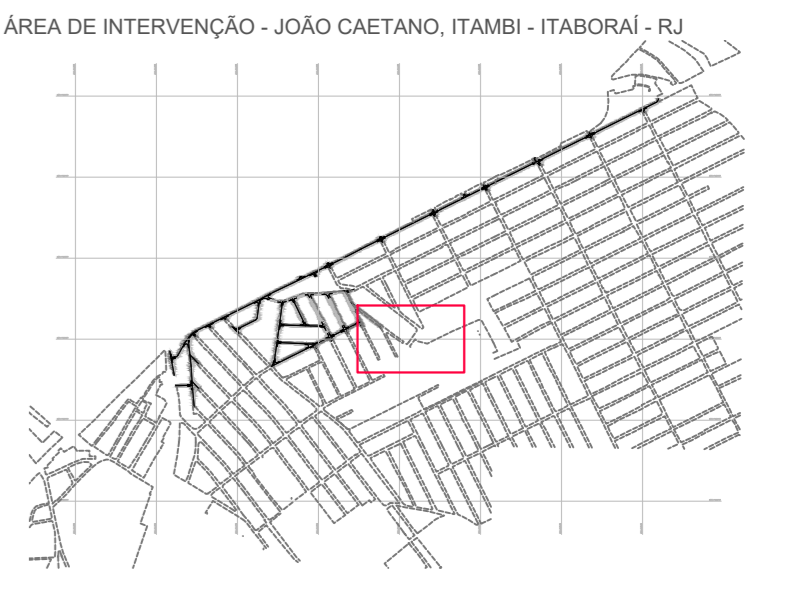 ÁREA DE INTERVENÇÃO - JOÃO CAETANO, ITAMBI - ITABORAÍ - RJ